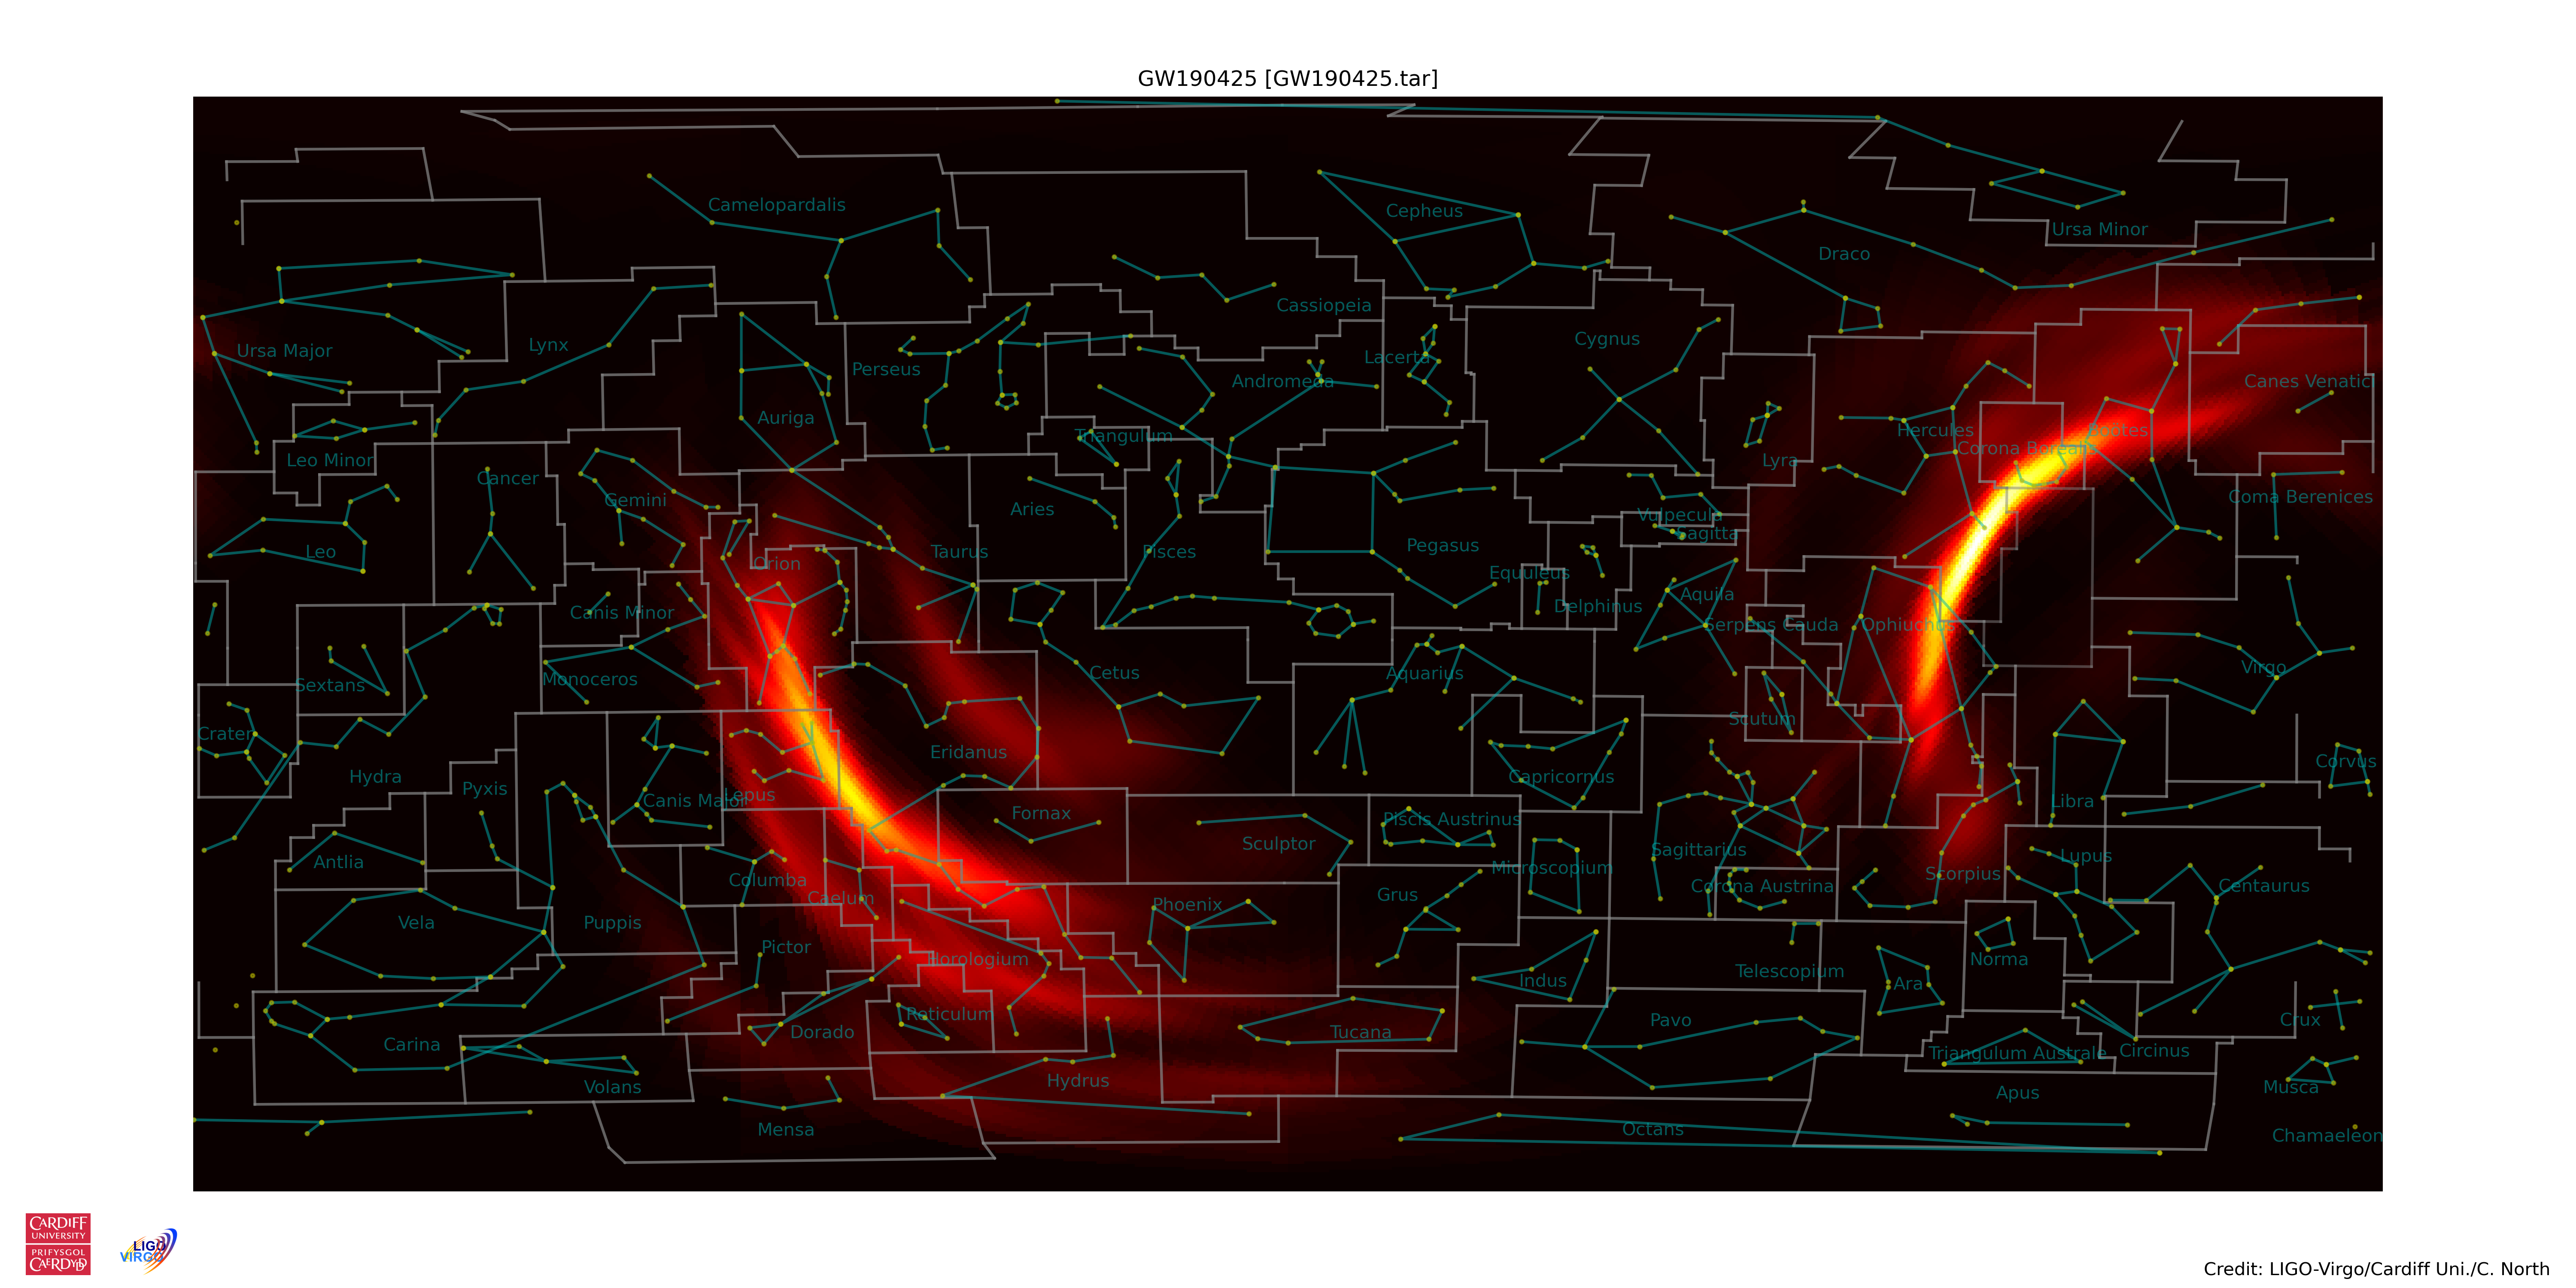 GW190425 [GW190425.tar]
Camelopardalis
Cepheus
Ursa Minor
Draco
Cassiopeia
Cygnus
Ursa Major
Lynx
Lacerta
Perseus
Andromeda
Canes Venatici
Auriga
Triangulum
Hercules
Boötes
Corona Borealis
Leo Minor
Lyra
Cancer
Gemini
Aries
Coma Berenices
Vulpecula
Sagitta
Leo
Taurus
Pisces
Pegasus
Orion
Equuleus
Aquila
Canis Minor
Delphinus
Serpens Cauda
Ophiuchus
Virgo
Cetus
Aquarius
Monoceros
Sextans
Scutum
Crater
Eridanus
Corvus
Hydra
Capricornus
Pyxis
Lepus
Canis Major
Libra
Fornax
Piscis Austrinus
Sculptor
Sagittarius
Lupus
Antlia
Microscopium
Scorpius
Columba
Corona Austrina
Centaurus
Grus
Caelum
Phoenix
Vela
Puppis
Pictor
Horologium
Norma
Telescopium
Indus
Ara
Reticulum
Pavo
Crux
Dorado
Tucana
Carina
Triangulum Australe
Circinus
Hydrus
Volans
Musca
Apus
Mensa
Octans
Chamaeleon
CARDIFF
UNIVERSITY
PRIFYSGOL
CAERDYDD
LIGO
VIRGO
Credit: LIGO-Virgo/Cardiff Uni./C. North